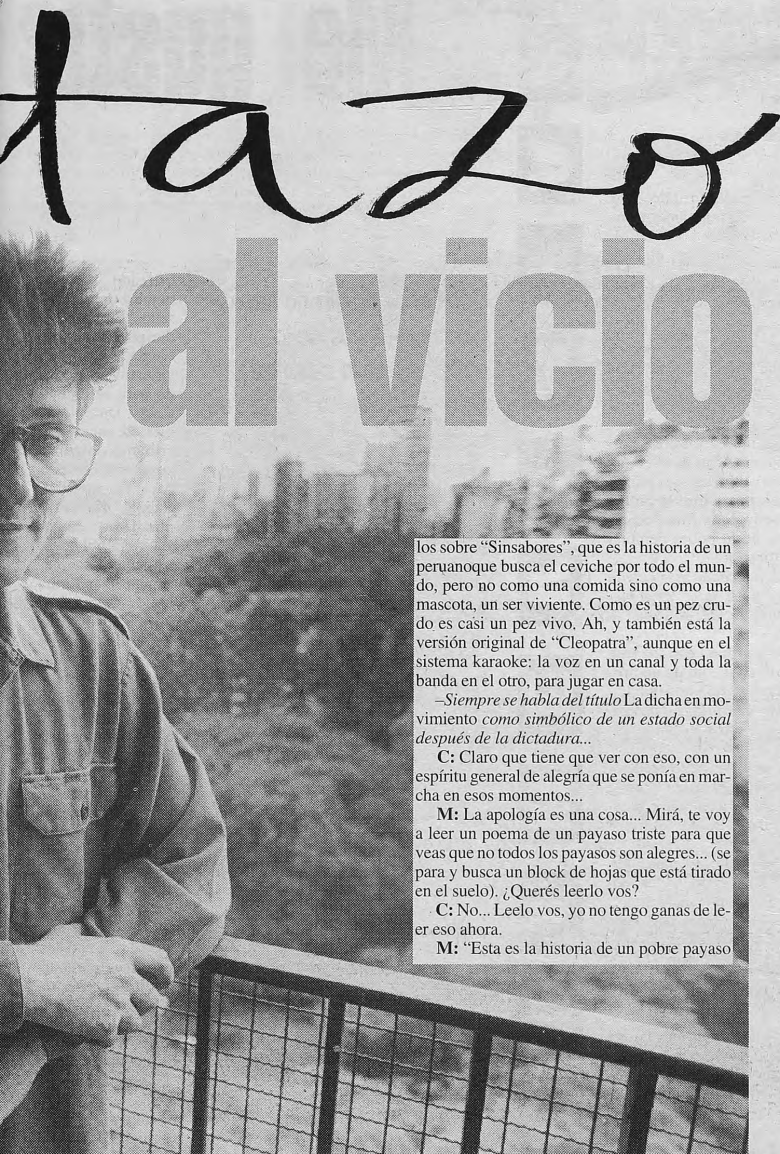 tazo
al vicio
los sobre “Sinsabores”, que es la historia de un
peruanoque busca el ceviche por todo el mun-
do, pero no como una comida sino como una
mascota, un ser viviente. Como es un pez cru-
do es casi un pez vivo. Ah, y también está la
versión original de “Cleopatra”, aunque en el
sistema karaoke: la voz en un canal y toda la
banda en el otro, para jugar en casa.
–Siempre se habla del título La dicha en mo-
vimiento como simbólico de un estado social
después de la dictadura...
C: Claro que tiene que ver con eso, con un
espíritu general de alegría que se ponía en mar-
cha en esos momentos...
M: La apología es una cosa... Mirá, te voy
a leer un poema de un payaso triste para que
veas que no todos los payasos son alegres... (se
para y busca un block de hojas que está tirado
en el suelo). ¿Querés leerlo vos?
C: No... Leelo vos, yo no tengo ganas de le-
er eso ahora.
M: “Esta es la historia de un pobre payaso